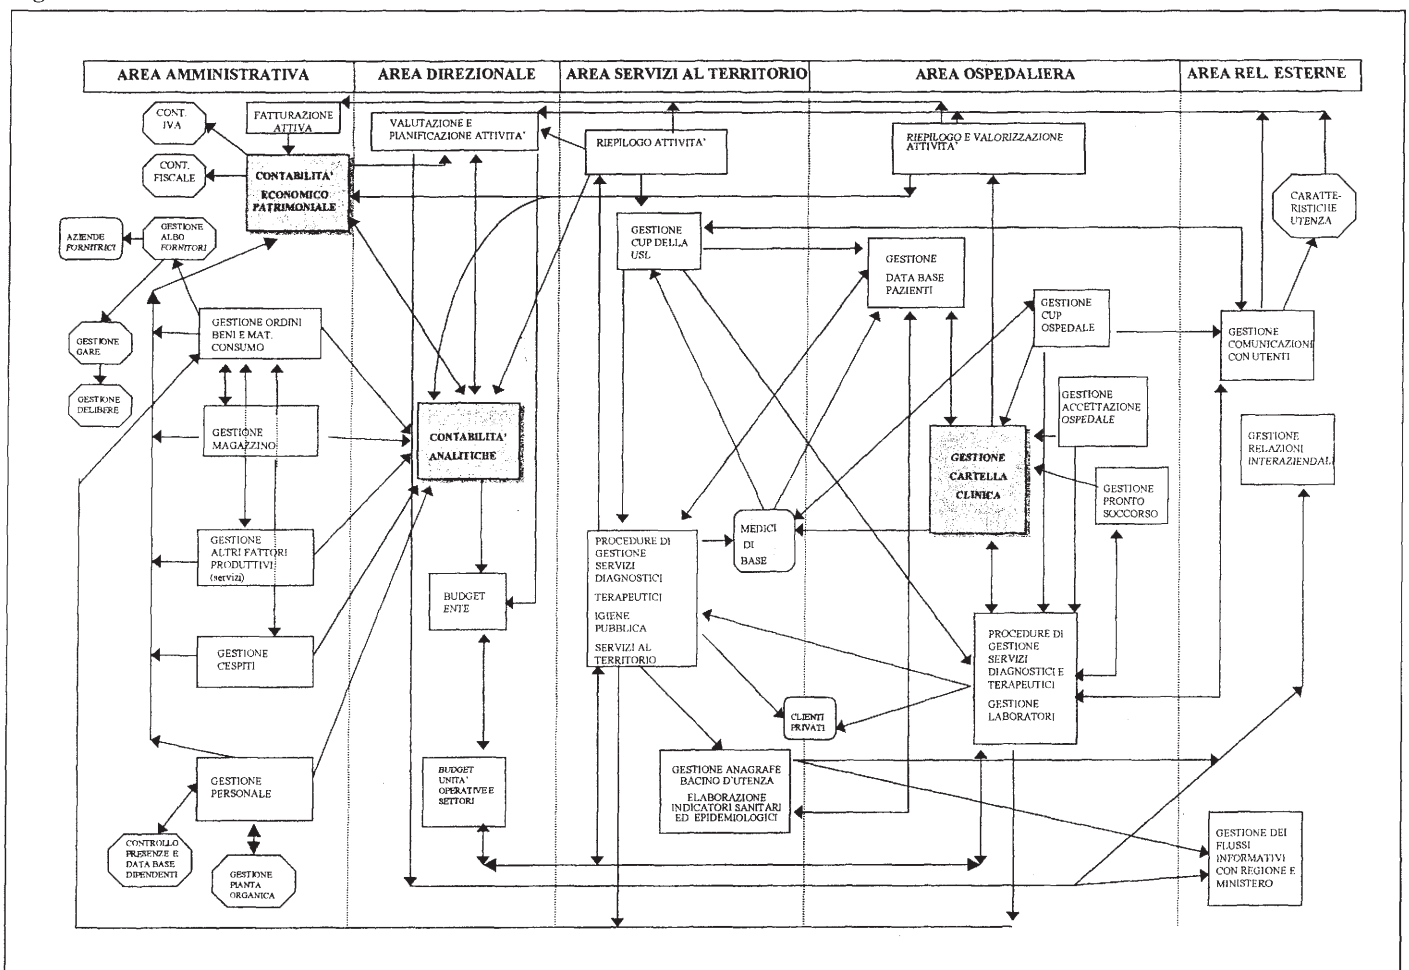 AREA AMMINISTRATIVA
AREA DIREZIONALE
AREA SERVIZI AL TERRITORIO
AREA OSPEDALIERA
AREA REL. ESTERNE
CONT.
IVA
FATTURAZIONE
ATTIVA
CONT.
FISCALE
CONTABILITA'
ECONOMICO
PATRIMONIALE
AZIENDE
FORNITRICI
GESTIONE
ALBO
FORNITORI
GESTIONE
GARE
GESTIONE
DELIBERE
GESTIONE ORDINI
BENI E MAT.
CONSUMO
GESTIONE
MAGAZZINO
GESTIONE
ALTRI FATTORI
PRODUTTIVI
(servizi)
GESTIONE
CESPITI
GESTIONE
PERSONALE
CONTROLLO
PRESENZE E
DATA BASE
DIPENDENTI
GESTIONE
PIANTA
ORGANICA
VALUTAZIONE E
PIANIFICAZIONE ATTIVITA'
CONTABILITA'
ANALITICHE
BUDGET
ENTE
BUDGET
UNITA'
OPERATIVE E
SETTORI
RIEPILOGO ATTIVITA'
GESTIONE
CUP DELLA
USL
PROCEDURE DI
GESTIONE
SERVIZI
DIAGNOSTICI
TERAPEUTICI
IGIENE
PUBBLICA
SERVIZI AL
TERRITORIO
MEDICI
DI
BASE
CLIENTI
PRIVATI
GESTIONE ANAGRAFE
BACINO D'UTENZA
ELABORAZIONE
INDICATORI SANITARI
ED EPIDEMIOLOGICI
RIEPILOGO E VALORIZZAZIONE
ATTIVITA'
GESTIONE
DATA BASE
PAZIENTI
GESTIONE
CUP
OSPEDALE
GESTIONE
ACCETTAZIONE
OSPEDALE
GESTIONE
CARTELLA
CLINICA
GESTIONE
PRONTO
SOCCORSO
PROCEDURE DI
GESTIONE
SERVIZI
DIAGNOSTICI E
TERAPEUTICI
GESTIONE
LABORATORI
CARATTE-
RISTICHE
UTENZA
GESTIONE
COMUNICAZIONI
CON UTENTI
GESTIONE
RELAZIONI
INTERAZIENDALI
GESTIONE DEI
FLUSSI
INFORMATIVI
CON REGIONE E
MINISTERO